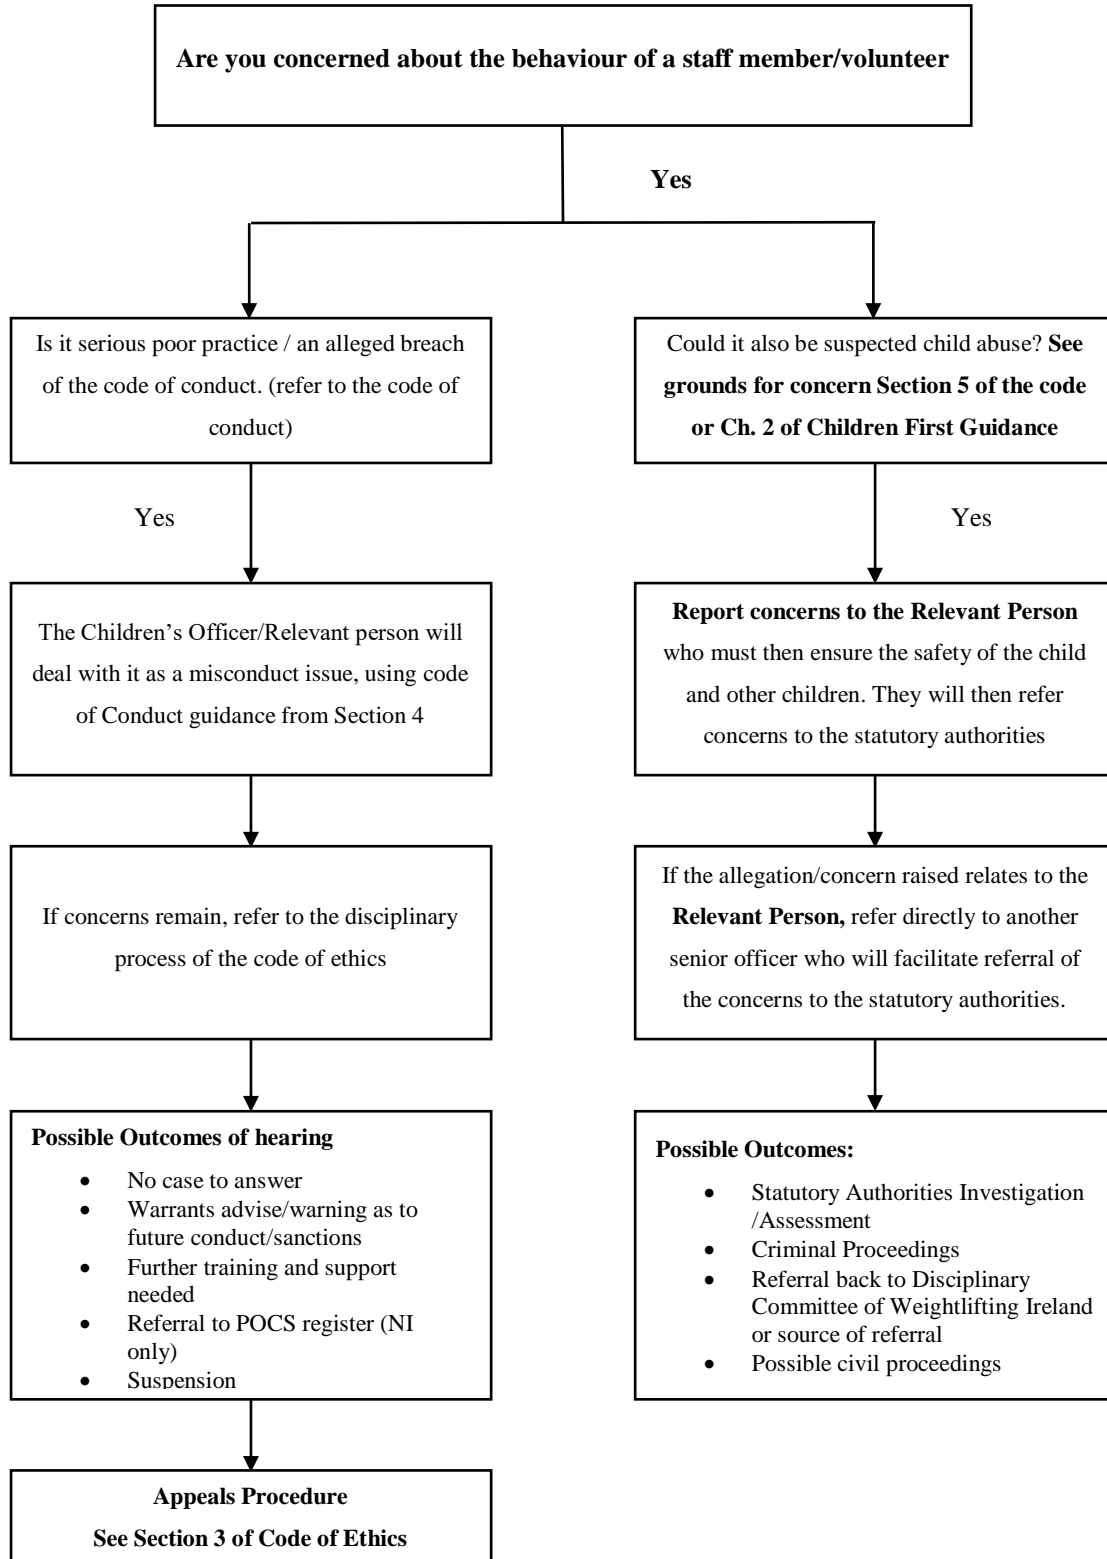 Are you concerned about the behaviour of a staff member/volunteer
Yes
Is it serious poor practice / an alleged breach
of the code of conduct. (refer to the code of
conduct)
Yes
The Children’s Officer/Relevant person will
deal with it as a misconduct issue, using code
of Conduct guidance from Section 4
If concerns remain, refer to the disciplinary
process of the code of ethics
Possible Outcomes of hearing
• No case to answer
• Warrants advise/warning as to
future conduct/sanctions
• Further training and support
needed
• Referral to POCS register (NI
only)
• Suspension
Appeals Procedure
See Section 3 of Code of Ethics
Could it also be suspected child abuse? See
grounds for concern Section 5 of the code
or Ch. 2 of Children First Guidance
Yes
Report concerns to the Relevant Person
who must then ensure the safety of the child
and other children. They will then refer
concerns to the statutory authorities
If the allegation/concern raised relates to the
Relevant Person, refer directly to another
senior officer who will facilitate referral of
the concerns to the statutory authorities.
Possible Outcomes:
• Statutory Authorities Investigation
/Assessment
• Criminal Proceedings
• Referral back to Disciplinary
Committee of Weightlifting Ireland
or source of referral
• Possible civil proceedings